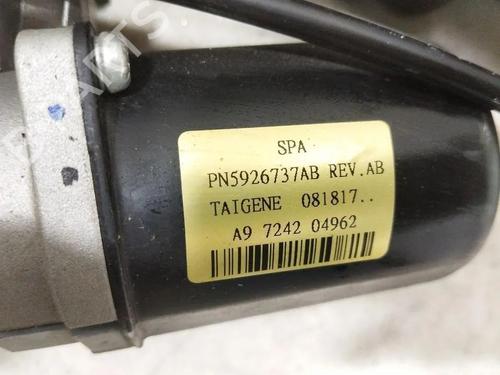 SPA
PN5926737AB REV.AB
TAIGENE 081817..
A9 7242 04962